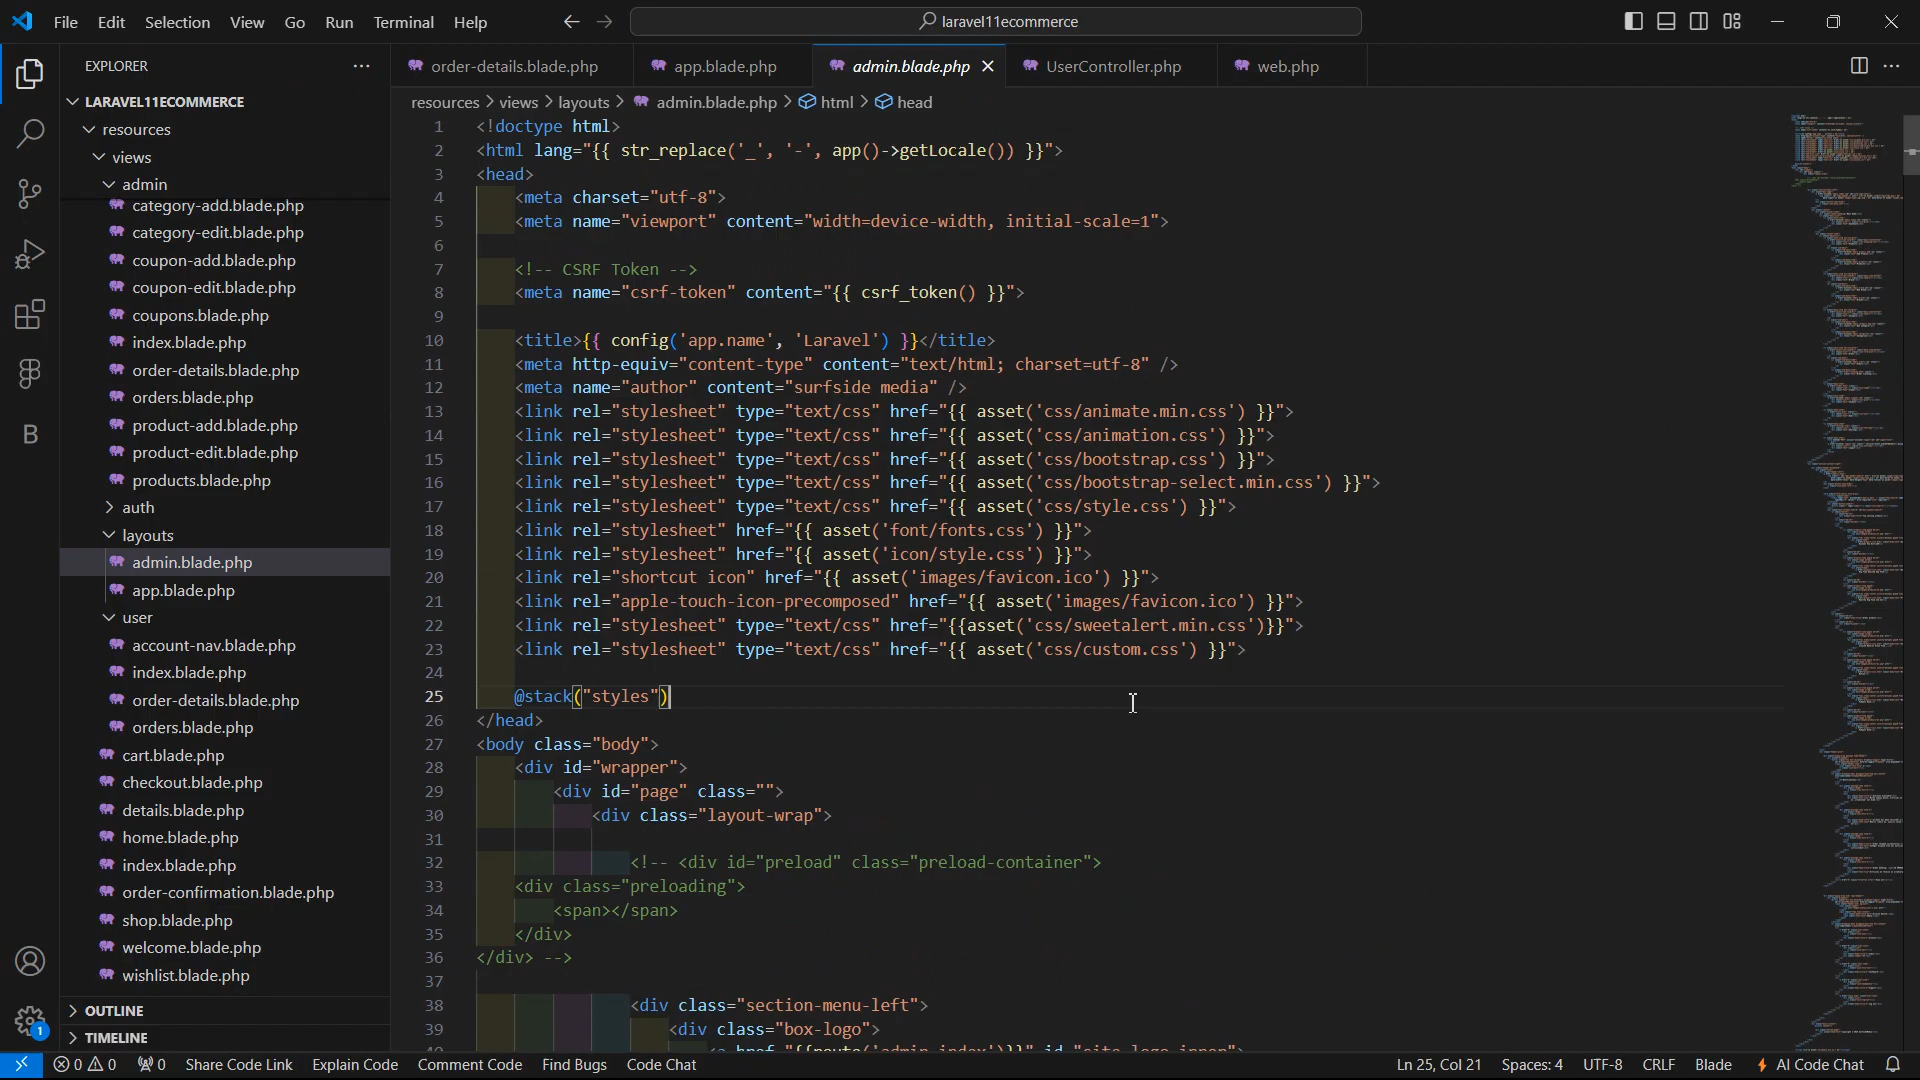 File Edit Selection View Go Run Terminal Help
laravel11ecommerce
EXPLORER
order-details.blade.php app.blade.php admin.blade.php UserController.php web.php
LARAVEL11ECOMMERCE
resources
views
admin
category-add.blade.php
category-edit.blade.php
coupon-add.blade.php
coupon-edit.blade.php
coupons.blade.php
index.blade.php
order-details.blade.php
orders.blade.php
product-add.blade.php
product-edit.blade.php
products.blade.php
auth
layouts
admin.blade.php
app.blade.php
user
account-nav.blade.php
index.blade.php
order-details.blade.php
orders.blade.php
cart.blade.php
checkout.blade.php
details.blade.php
home.blade.php
index.blade.php
order-confirmation.blade.php
shop.blade.php
welcome.blade.php
wishlist.blade.php
OUTLINE
TIMELINE
B
1
resources > views > layouts > admin.blade.php > html > head
1 <!doctype html>
2 <html lang="{{ str_replace('_', '-', app()->getLocale()) }}">
3 <head>
4 <meta charset="utf-8">
5 <meta name="viewport" content="width=device-width, initial-scale=1">
6
7 <!-- CSRF Token -->
8 <meta name="csrf-token" content="{{ csrf_token() }}">
9
10 <title>{{ config('app.name', 'Laravel') }}</title>
11 <meta http-equiv="content-type" content="text/html; charset=utf-8" />
12 <meta name="author" content="surfside media" />
13 <link rel="stylesheet" type="text/css" href="{{ asset('css/animate.min.css') }}">
14 <link rel="stylesheet" type="text/css" href="{{ asset('css/animation.css') }}">
15 <link rel="stylesheet" type="text/css" href="{{ asset('css/bootstrap.css') }}">
16 <link rel="stylesheet" type="text/css" href="{{ asset('css/bootstrap-select.min.css') }}">
17 <link rel="stylesheet" type="text/css" href="{{ asset('css/style.css') }}">
18 <link rel="stylesheet" href="{{ asset('font/fonts.css') }}">
19 <link rel="stylesheet" href="{{ asset('icon/style.css') }}">
20 <link rel="shortcut icon" href="{{ asset('images/favicon.ico') }}">
21 <link rel="apple-touch-icon-precomposed" href="{{ asset('images/favicon.ico') }}">
22 <link rel="stylesheet" type="text/css" href="{{asset('css/sweetalert.min.css')}}">
23 <link rel="stylesheet" type="text/css" href="{{ asset('css/custom.css') }}">
24
25 @stack("styles")
26 </head>
27 <body class="body">
28 <div id="wrapper">
29 <div id="page" class="">
30 <div class="layout-wrap">
31
32 <!-- <div id="preload" class="preload-container">
33 <div class="preloading">
34 <span></span>
35 </div>
36 </div> -->
37
38 <div class="section-menu-left">
39 <div class="box-logo">
40 <a href="{{route('admin.index')}}" id="site-logo-inner">
0 0 0 Share Code Link Explain Code Comment Code Find Bugs Code Chat Ln 25, Col 21 Spaces: 4 UTF-8 CRLF Blade AI Code Chat